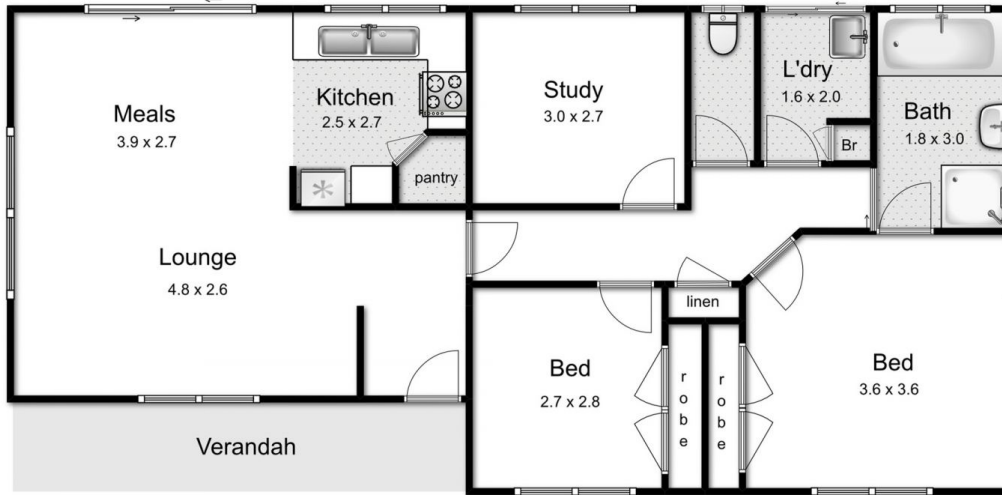 Meals
3.9 x 2.7
Kitchen
2.5 x 2.7
pantry
Study
3.0 x 2.7
L'dry
1.6 x 2.0
Br
Bath
1.8 x 3.0
Lounge
4.8 x 2.6
linen
Bed
2.7 x 2.8
robe
robe
Bed
3.6 x 3.6
Verandah